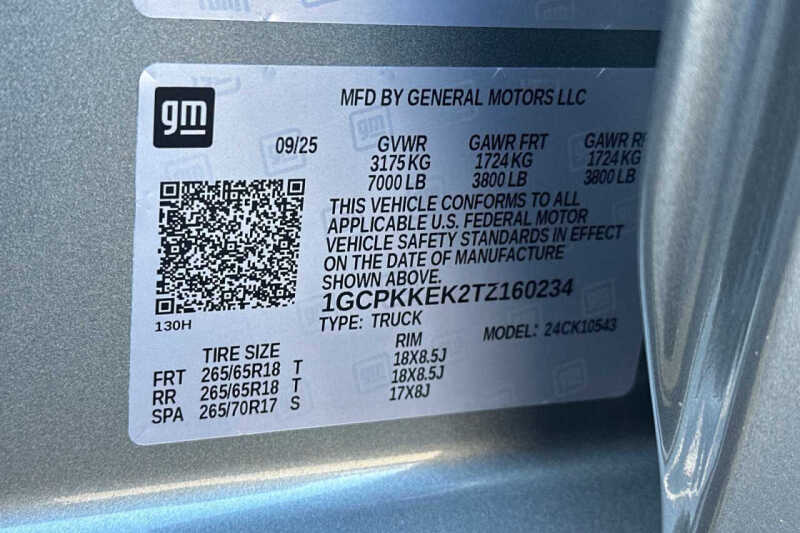 gm
MFD BY GENERAL MOTORS LLC
09/25 GVWR GAWR FRT GAWR RR
3175 KG 1724 KG 1724 KG
7000 LB 3800 LB 3800 LB
THIS VEHICLE CONFORMS TO ALL
APPLICABLE U.S. FEDERAL MOTOR
VEHICLE SAFETY STANDARDS IN EFFECT
ON THE DATE OF MANUFACTURE
SHOWN ABOVE.
1GCPKKEK2TZ160234
TYPE: TRUCK MODEL: 24CK10543
130H
TIRE SIZE RIM
FRT 265/65R18 T 18X8.5J
RR 265/65R18 T 18X8.5J
SPA 265/70R17 S 17X8J